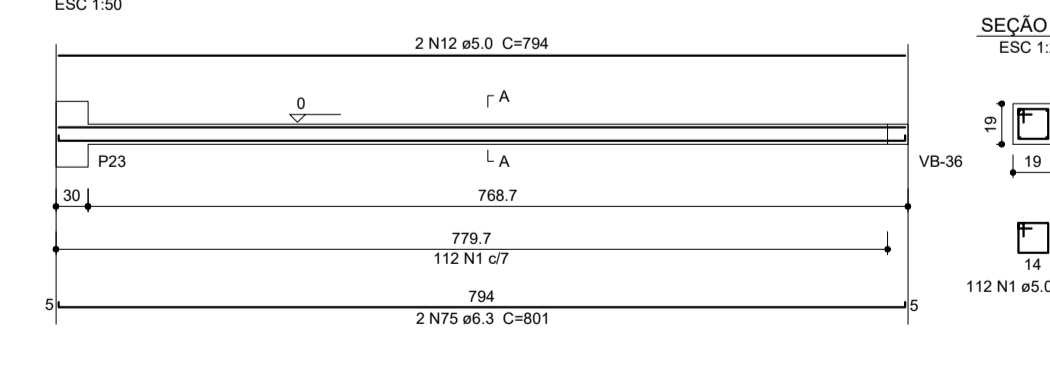 ESC 1:50
SEÇÃO
ESC 1:
2 N12 ø5.0 C=794
A
0
19
A
P23
VB-36
19
30
768.7
779.7
112 N1 c/7
14
112 N1 ø5.0
5
794
5
2 N75 ø6.3 C=801